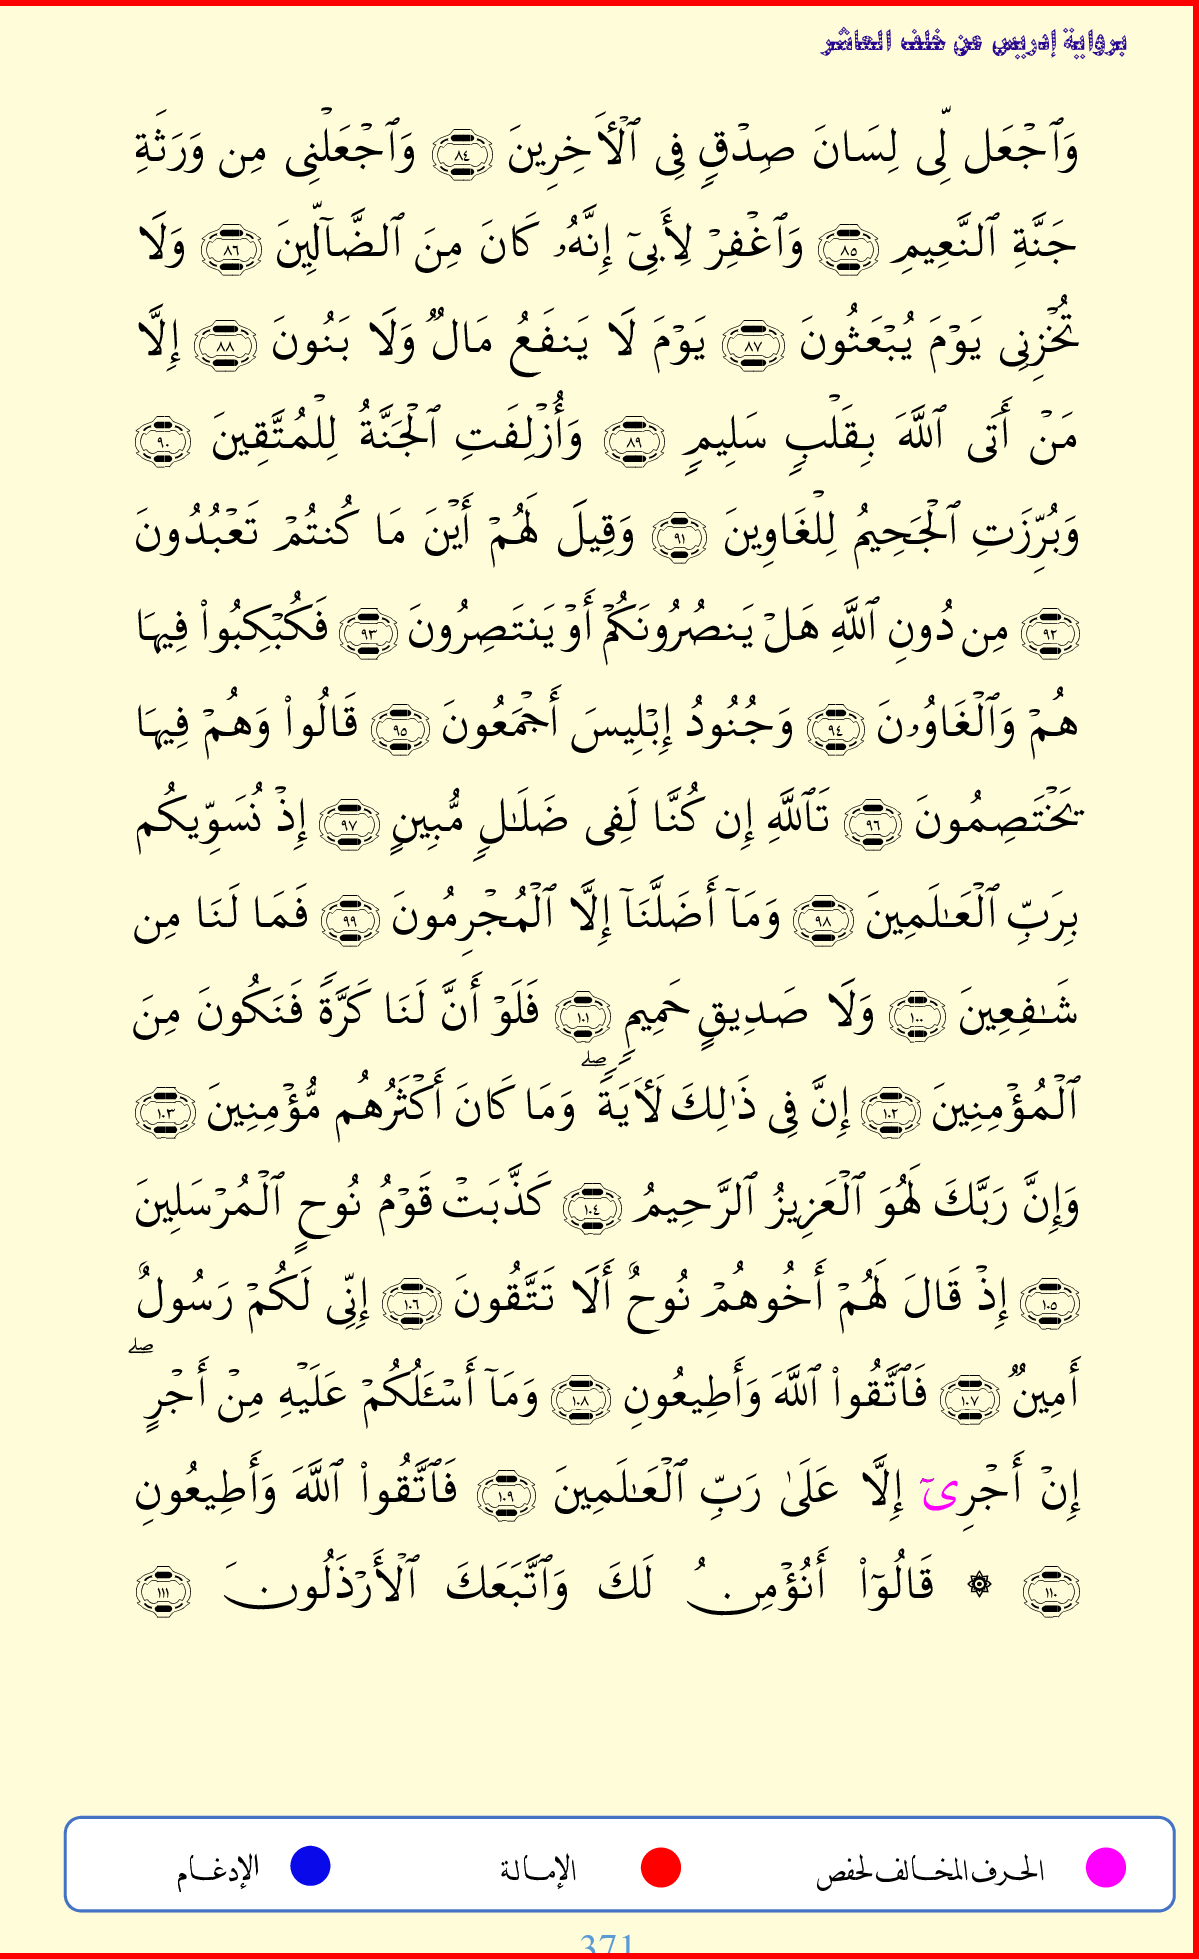 برواية إدريس عن خلف العاشر
وَٱجۡعَل لِّى لِسَانَ صِدۡقٍ فِى ٱلۡأَخِرِينَ ٨٤ وَٱجۡعَلۡنِى مِن وَرَثَةِ
جَنَّةِ ٱلنَّعِيمِ ٨٥ وَٱغۡفِرۡ لِأَبِىٓ إِنَّهُۥ كَانَ مِنَ ٱلضَّآلِّينَ ٨٦ وَلَا
تُخۡزِنِى يَوۡمَ يُبۡعَثُونَ ٨٧ يَوۡمَ لَا يَنفَعُ مَالٌ وَلَا بَنُونَ ٨٨ إِلَّا
مَنۡ أَتَى ٱللَّهَ بِقَلۡبٍ سَلِيمٍ ٨٩ وَأُزۡلِفَتِ ٱلۡجَنَّةُ لِلۡمُتَّقِينَ ٩٠
وَبُرِّزَتِ ٱلۡجَحِيمُ لِلۡغَاوِينَ ٩١ وَقِيلَ لَهُمۡ أَيۡنَ مَا كُنتُمۡ تَعۡبُدُونَ
٩٢ مِن دُونِ ٱللَّهِ هَلۡ يَنصُرُونَكُمۡ أَوۡ يَنتَصِرُونَ ٩٣ فَكُبۡكِبُوا۟ فِيهَا
هُمۡ وَٱلۡغَاوُۥنَ ٩٤ وَجُنُودُ إِبۡلِيسَ أَجۡمَعُونَ ٩٥ قَالُوا۟ وَهُمۡ فِيهَا
يَخۡتَصِمُونَ ٩٦ تَٱللَّهِ إِن كُنَّا لَفِى ضَلَـٰلٍ مُّبِينٍ ٩٧ إِذۡ نُسَوِّيكُم
بِرَبِّ ٱلۡعَـٰلَمِينَ ٩٨ وَمَآ أَضَلَّنَآ إِلَّا ٱلۡمُجۡرِمُونَ ٩٩ فَمَا لَنَا مِن
شَـٰفِعِينَ ١٠٠ وَلَا صَدِيقٍ حَمِيمٍ ١٠١ فَلَوۡ أَنَّ لَنَا كَرَّةً فَنَكُونَ مِنَ
ٱلۡمُؤۡمِنِينَ ١٠٢ إِنَّ فِى ذَٰلِكَ لَأَيَةً ۖ وَمَا كَانَ أَكۡثَرُهُم مُّؤۡمِنِينَ ١٠٣
وَإِنَّ رَبَّكَ لَهُوَ ٱلۡعَزِيزُ ٱلرَّحِيمُ ١٠٤ كَذَّبَتۡ قَوۡمُ نُوحٍ ٱلۡمُرۡسَلِينَ
١٠٥ إِذۡ قَالَ لَهُمۡ أَخُوهُمۡ نُوحٌ أَلَا تَتَّقُونَ ١٠٦ إِنِّى لَكُمۡ رَسُولٌ
أَمِينٌ ١٠٧ فَٱتَّقُوا۟ ٱللَّهَ وَأَطِيعُونِ ١٠٨ وَمَآ أَسۡـَٔلُكُمۡ عَلَيۡهِ مِنۡ أَجۡرٍ ۖ
إِنۡ أَجۡرِىٓ إِلَّا عَلَىٰ رَبِّ ٱلۡعَـٰلَمِينَ ١٠٩ فَٱتَّقُوا۟ ٱللَّهَ وَأَطِيعُونِ
١١٠ ۞ قَالُوٓا۟ أَنُؤۡمِنُ لَكَ وَٱتَّبَعَكَ ٱلۡأَرۡذَلُونَ ١١١
الحرف المخالف لحفص الإمالة الإدغام
371